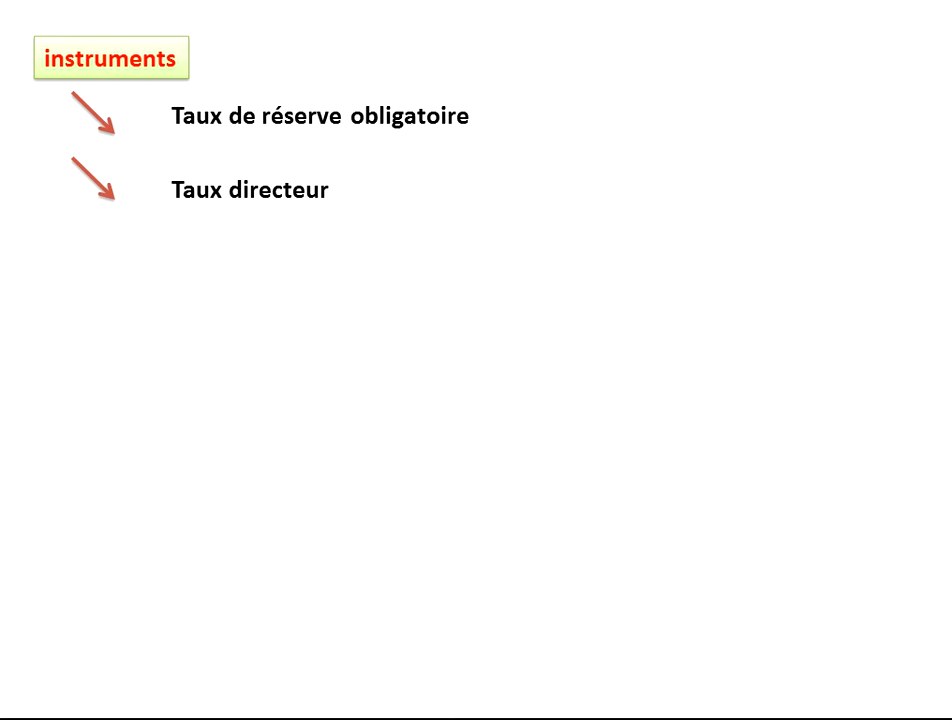 instruments
Taux de réserve obligatoire
Taux directeur